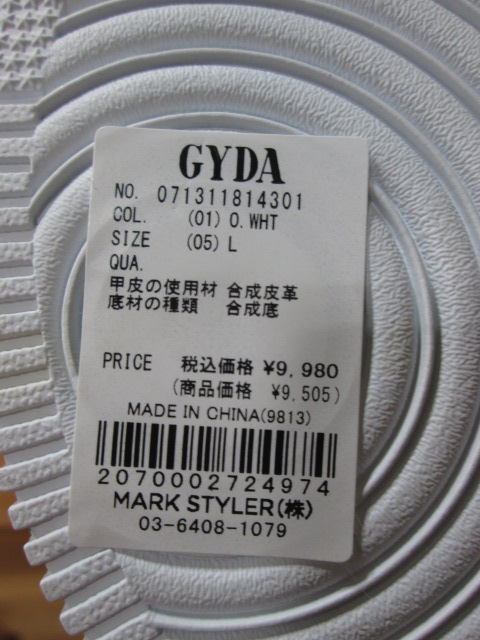 GYDA
NO. 071311814301
COL. (01) O.WHT
SIZE (05) L
QUA.
甲皮の使用材 合成皮革
底材の種類 合成底
PRICE 税込価格 ¥9,980
(商品価格 ¥9,505)
MADE IN CHINA(9813)
2070002724974
MARK STYLER(株)
03-6408-1079